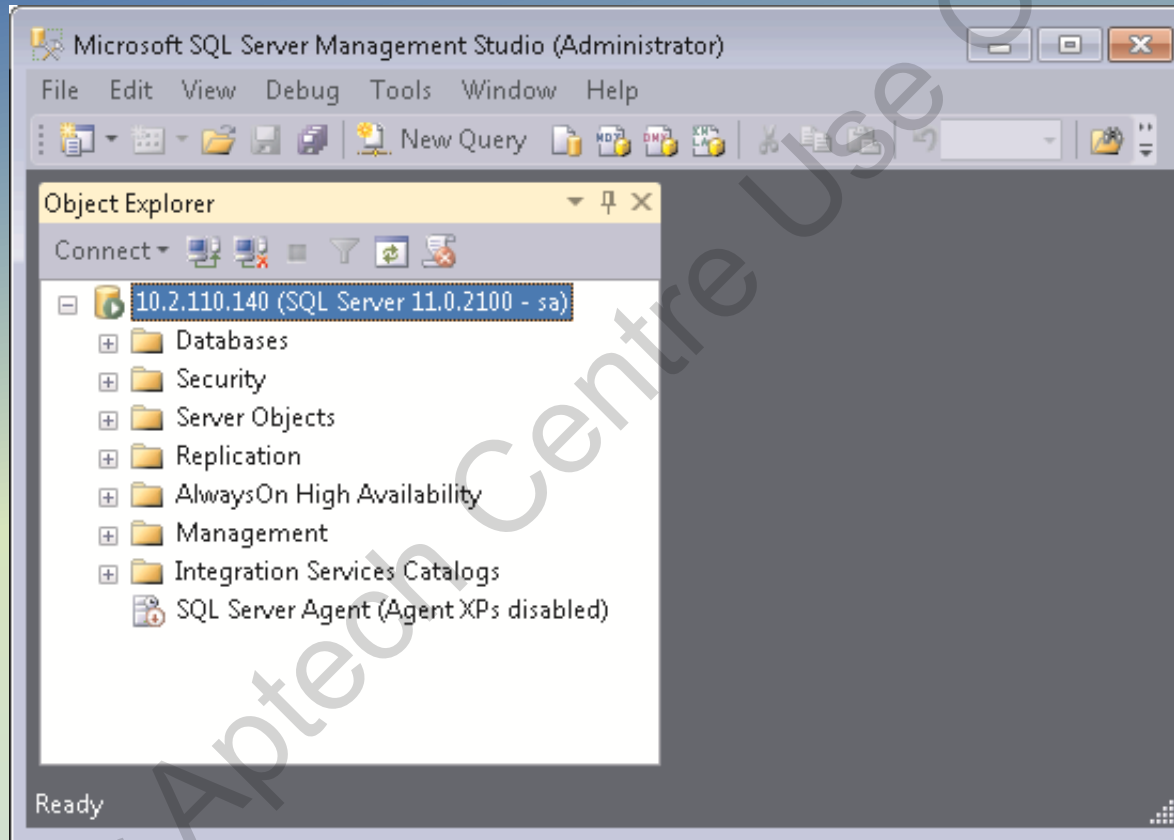 Microsoft SQL Server Management Studio (Administrator)
File Edit View Debug Tools Window Help
New Query
Object Explorer
Connect
10.2.110.140 (SQL Server 11.0.2100 - sa)
Databases
Security
Server Objects
Replication
AlwaysOn High Availability
Management
Integration Services Catalogs
SQL Server Agent (Agent XPs disabled)
Ready
Aptech Centre Use